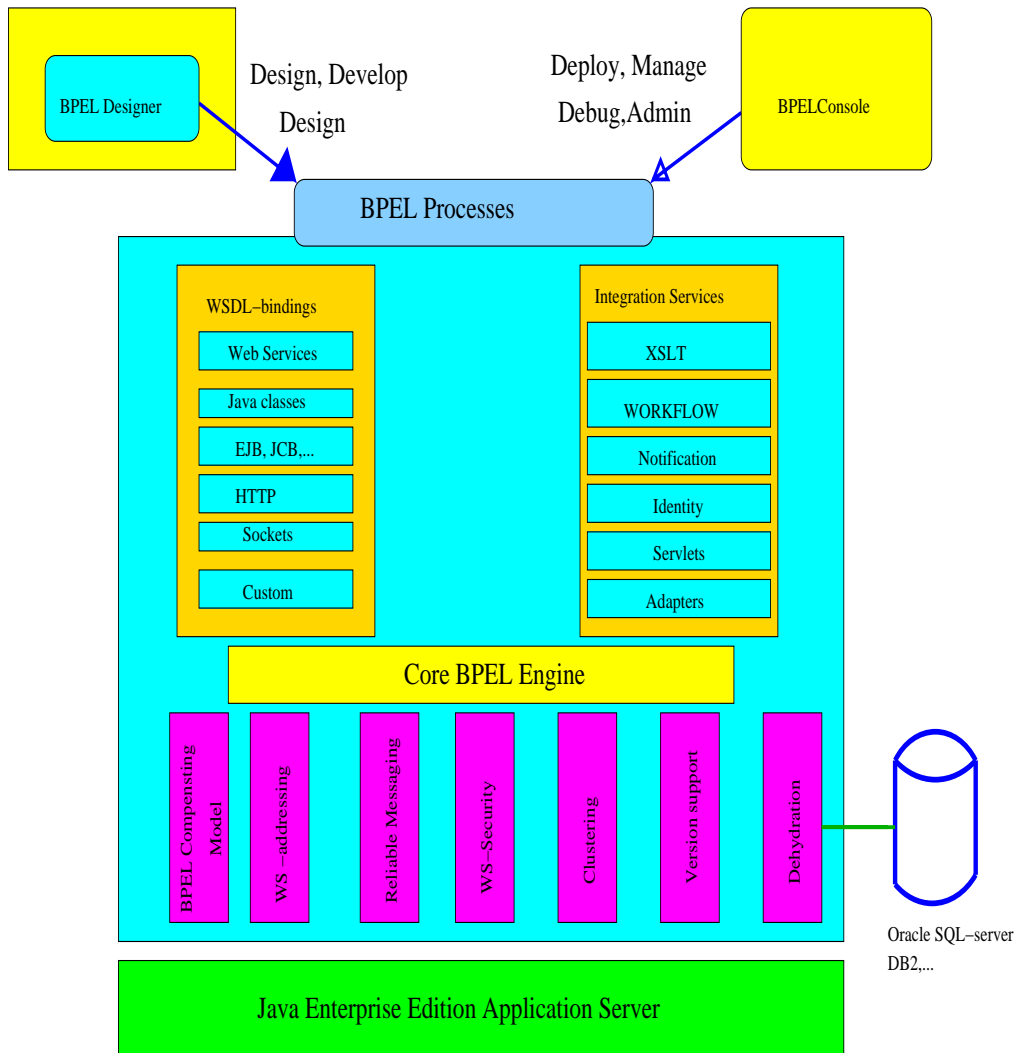 BPEL Designer
Design, Develop
Design
Deploy, Manage
Debug,Admin
BPELConsole
BPEL Processes
WSDL−bindings
Web Services
Java classes
EJB, JCB,...
HTTP
Sockets
Custom
Integration Services
XSLT
WORKFLOW
Notification
Identity
Servlets
Adapters
Core BPEL Engine
BPEL Compensting
Model
WS −addressing
Reliable Messaging
WS−Security
Clustering
Version support
Dehydration
Oracle SQL−server
DB2,...
Java Enterprise Edition Application Server